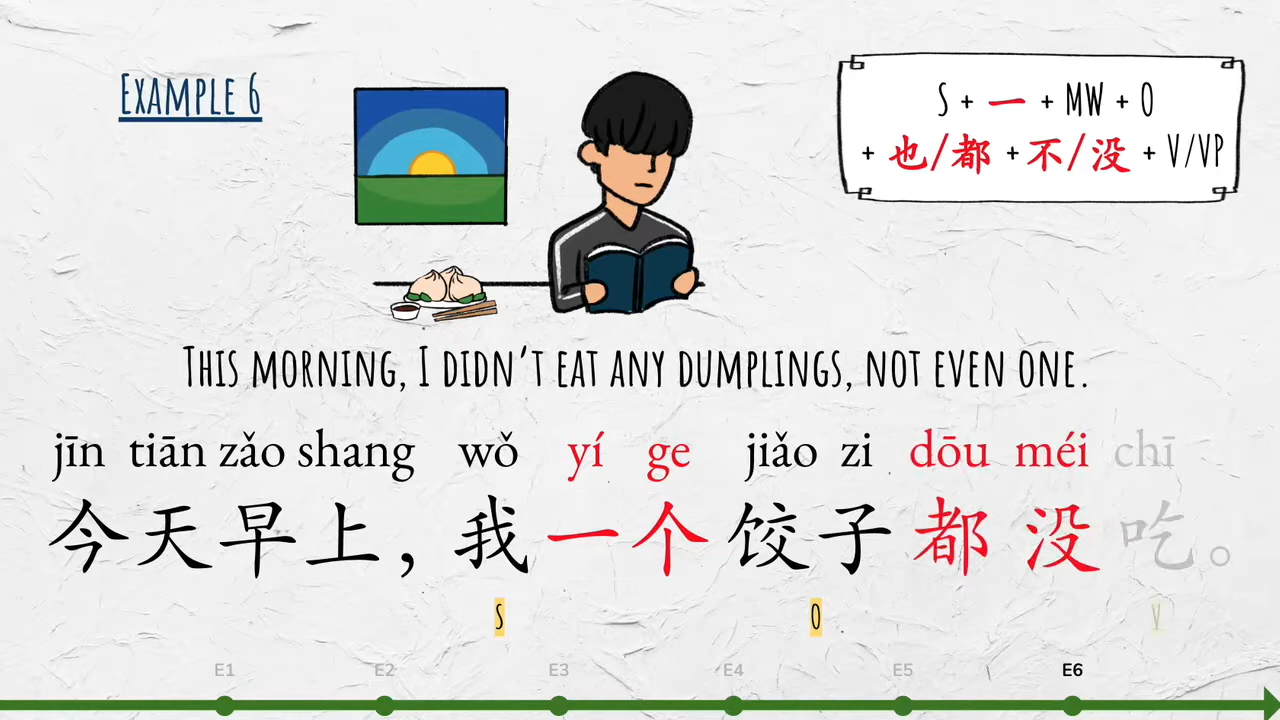 Example 6
S + 一 + MW + O
+ 也/都 + 不/没 + V/VP
This morning, I didn't eat any dumplings, not even one.
jīn tiān zǎo shang wǒ yí ge jiǎo zi dōu méi chī
今天早上，我一个饺子都没吃。
S O V
E1 E2 E3 E4 E5 E6